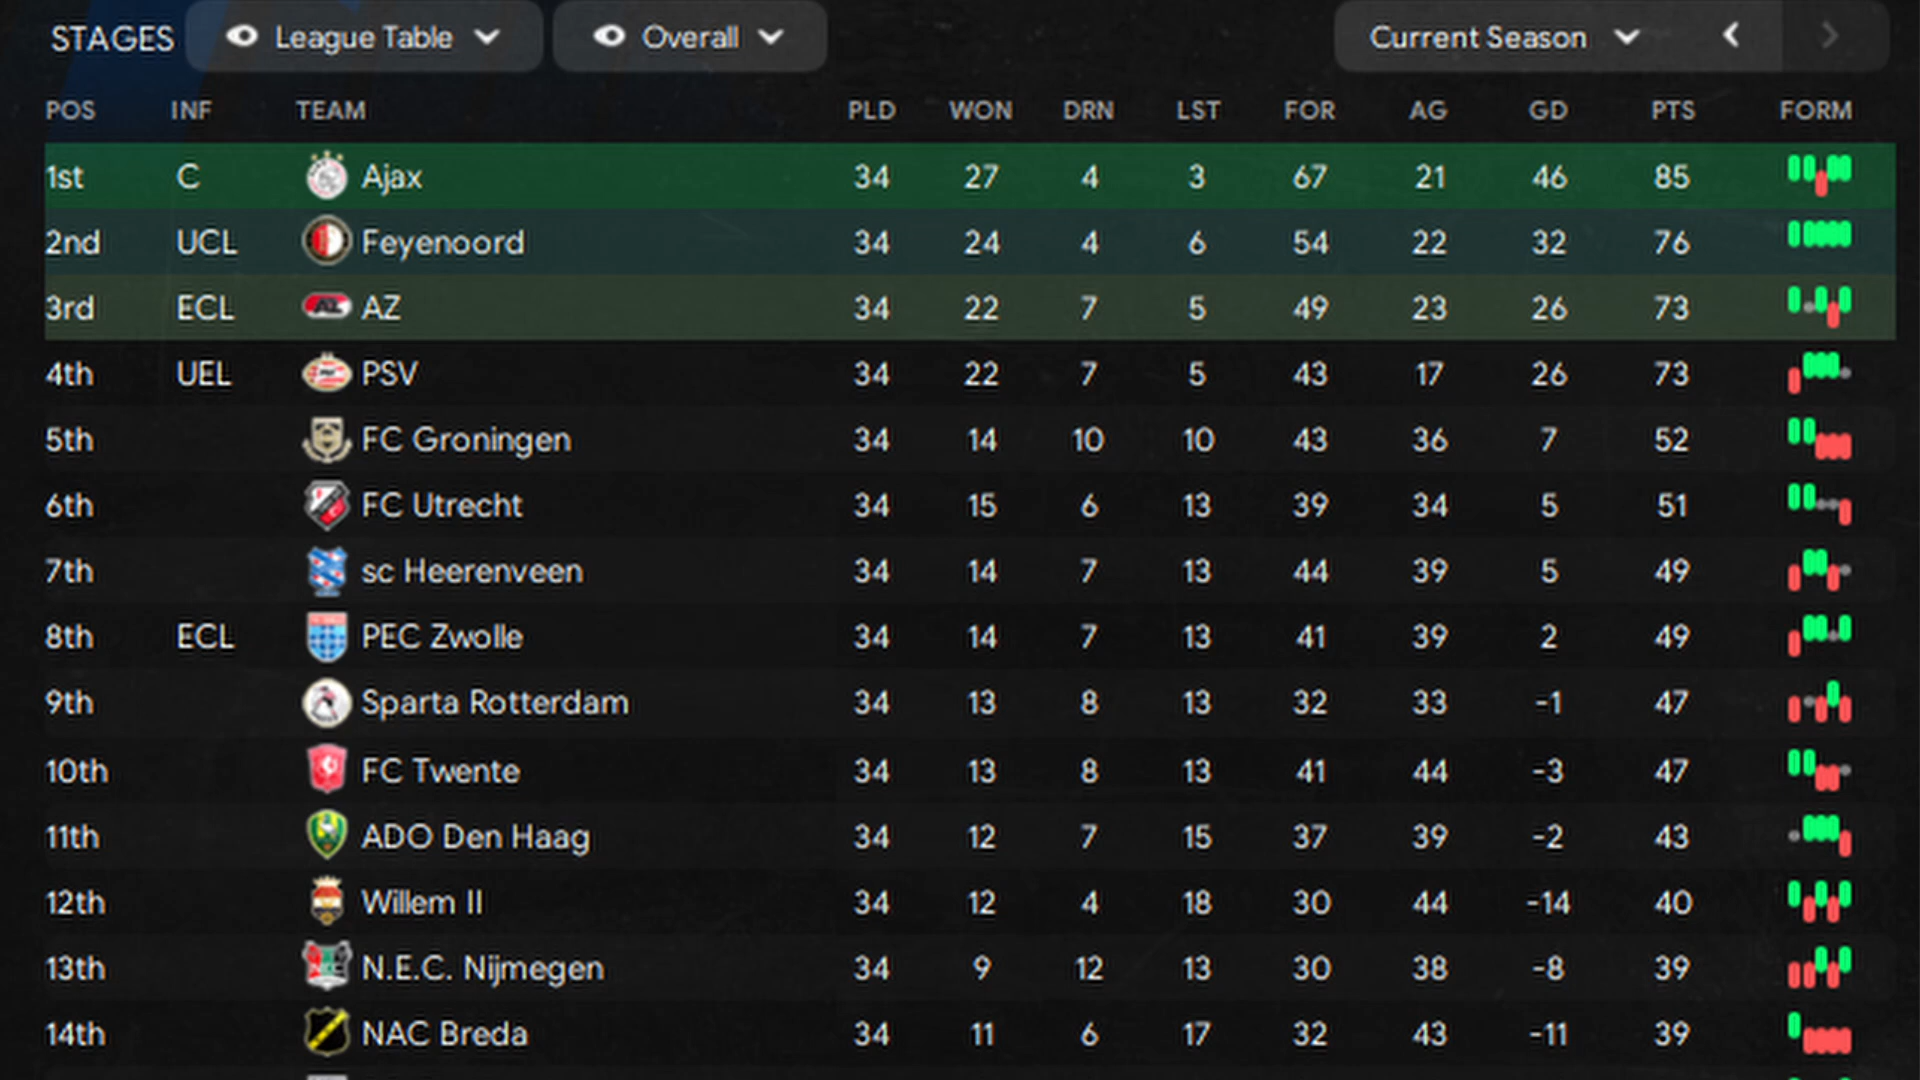 STAGES League Table Overall Current Season
POS INF TEAM PLD WON DRN LST FOR AG GD PTS FORM
1st C Ajax 34 27 4 3 67 21 46 85
2nd UCL Feyenoord 34 24 4 6 54 22 32 76
3rd ECL AZ 34 22 7 5 49 23 26 73
4th UEL PSV 34 22 7 5 43 17 26 73
5th FC Groningen 34 14 10 10 43 36 7 52
6th FC Utrecht 34 15 6 13 39 34 5 51
7th sc Heerenveen 34 14 7 13 44 39 5 49
8th ECL PEC Zwolle 34 14 7 13 41 39 2 49
9th Sparta Rotterdam 34 13 8 13 32 33 -1 47
10th FC Twente 34 13 8 13 41 44 -3 47
11th ADO Den Haag 34 12 7 15 37 39 -2 43
12th Willem II 34 12 4 18 30 44 -14 40
13th N.E.C. Nijmegen 34 9 12 13 30 38 -8 39
14th NAC Breda 34 11 6 17 32 43 -11 39